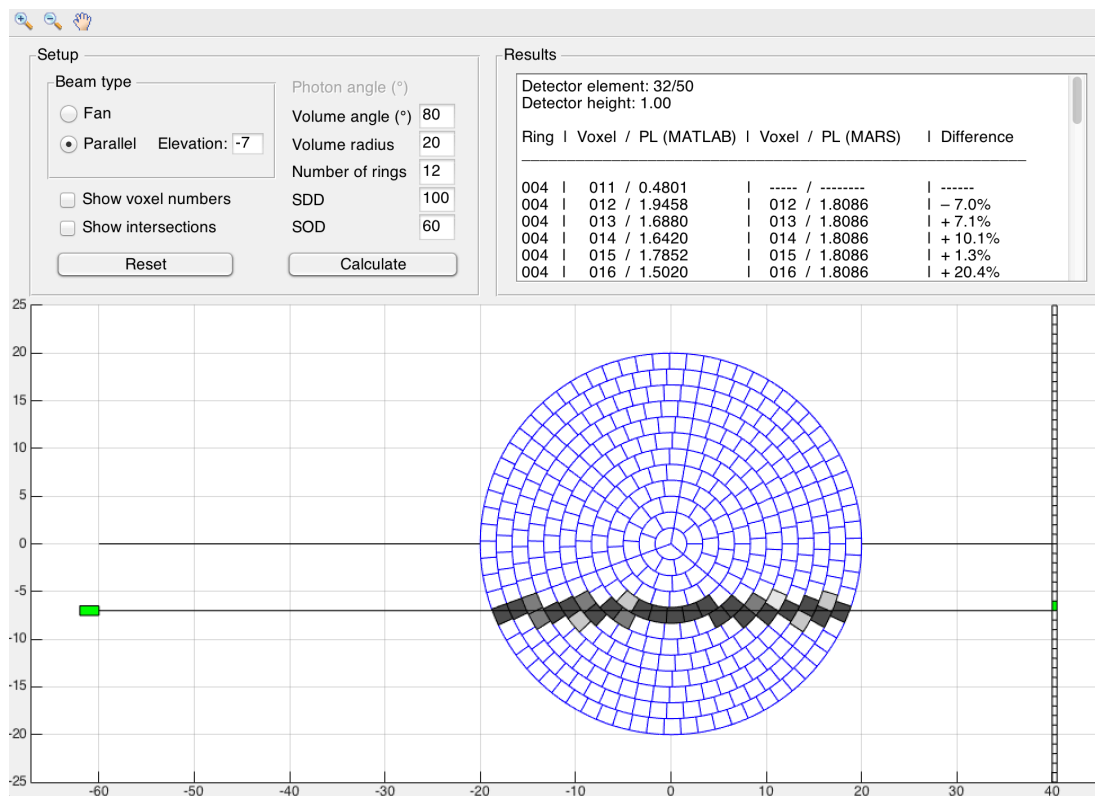 Setup
Beam type
Fan
Parallel Elevation: -7
Show voxel numbers
Show intersections
Reset
Photon angle (°)
Volume angle (°) 80
Volume radius 20
Number of rings 12
SDD 100
SOD 60
Calculate
Results
Detector element: 32/50
Detector height: 1.00
Ring | Voxel / PL (MATLAB) | Voxel / PL (MARS) | Difference
004 | 011 / 0.4801 | ----- / -------- | ------
004 | 012 / 1.9458 | 012 / 1.8086 | – 7.0%
004 | 013 / 1.6880 | 013 / 1.8086 | + 7.1%
004 | 014 / 1.6420 | 014 / 1.8086 | + 10.1%
004 | 015 / 1.7852 | 015 / 1.8086 | + 1.3%
004 | 016 / 1.5020 | 016 / 1.8086 | + 20.4%
25
20
15
10
5
0
-5
-10
-15
-20
-25
-60 -50 -40 -30 -20 -10 0 10 20 30 40